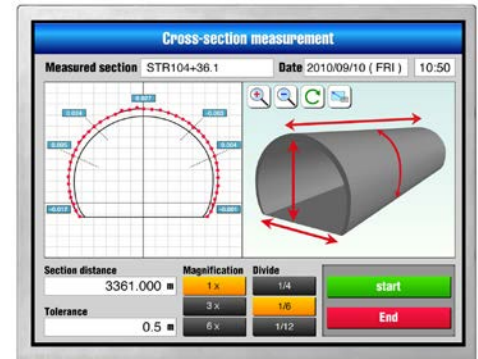 Cross-section measurement
Measured section STR104+36.1 Date 2010/09/10 ( FRI ) 10:50
0.007
0.004 -0.003
0.005 0.004
-0.017 -0.001
Section distance Magnification Divide
3361.000 m 1 x 1/4 start
Tolerance 3 x 1/6 End
0.5 m 6 x 1/12